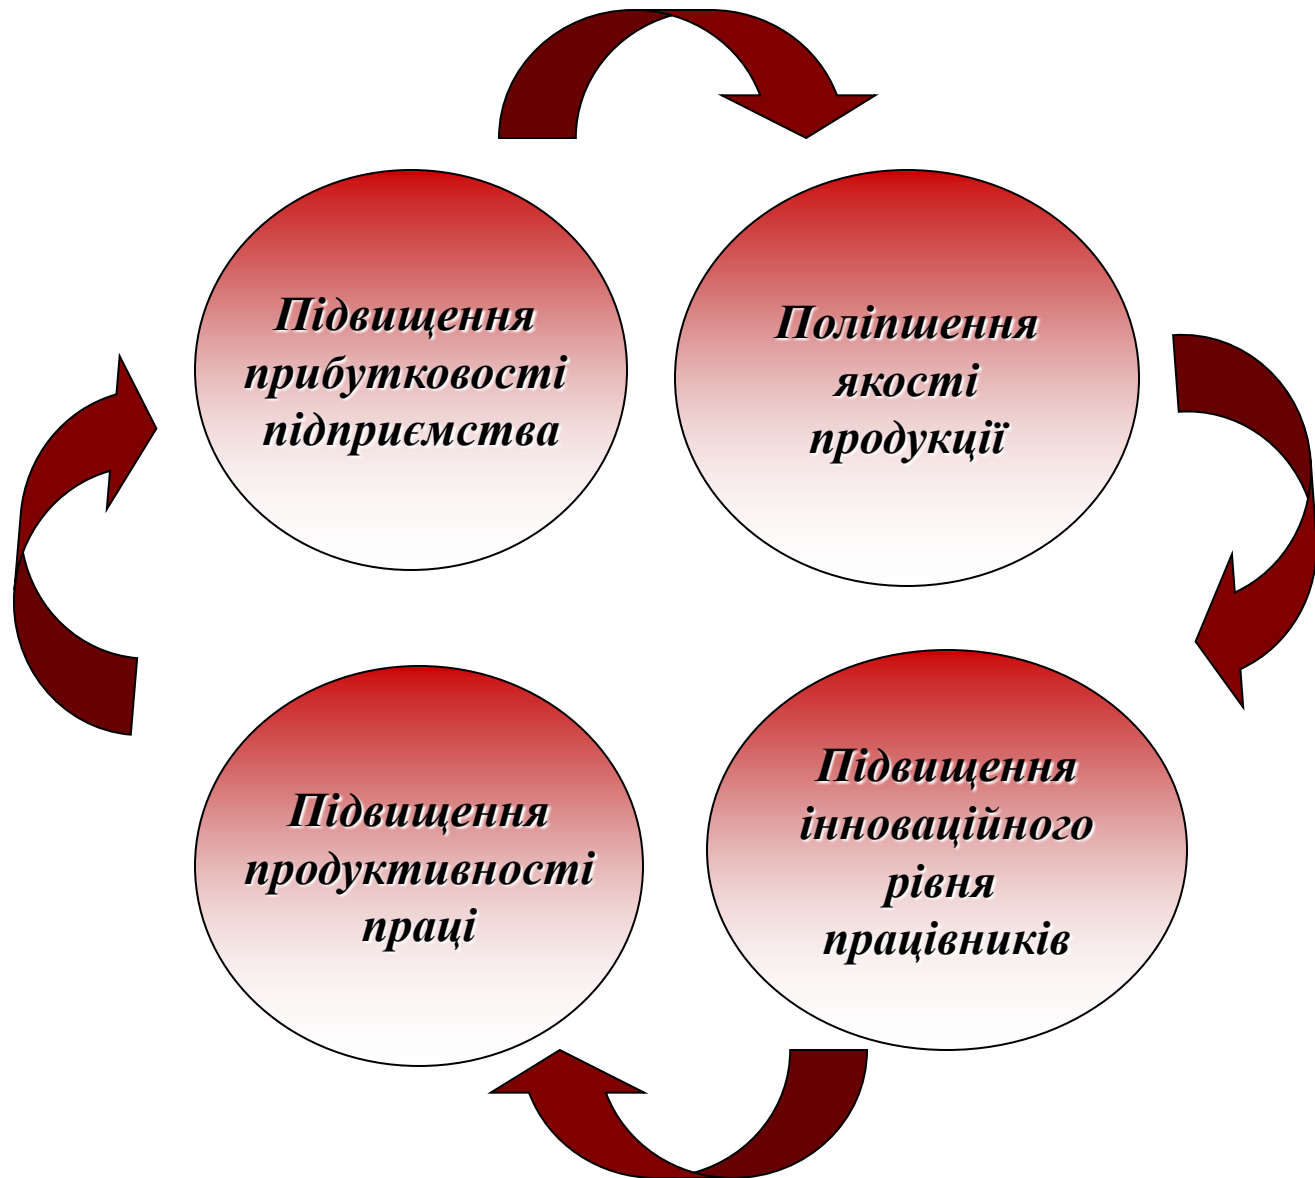 Підвищення
прибутковості
підприємства
Поліпшення
якості
продукції
Підвищення
продуктивності
праці
Підвищення
інноваційного
рівня
працівників